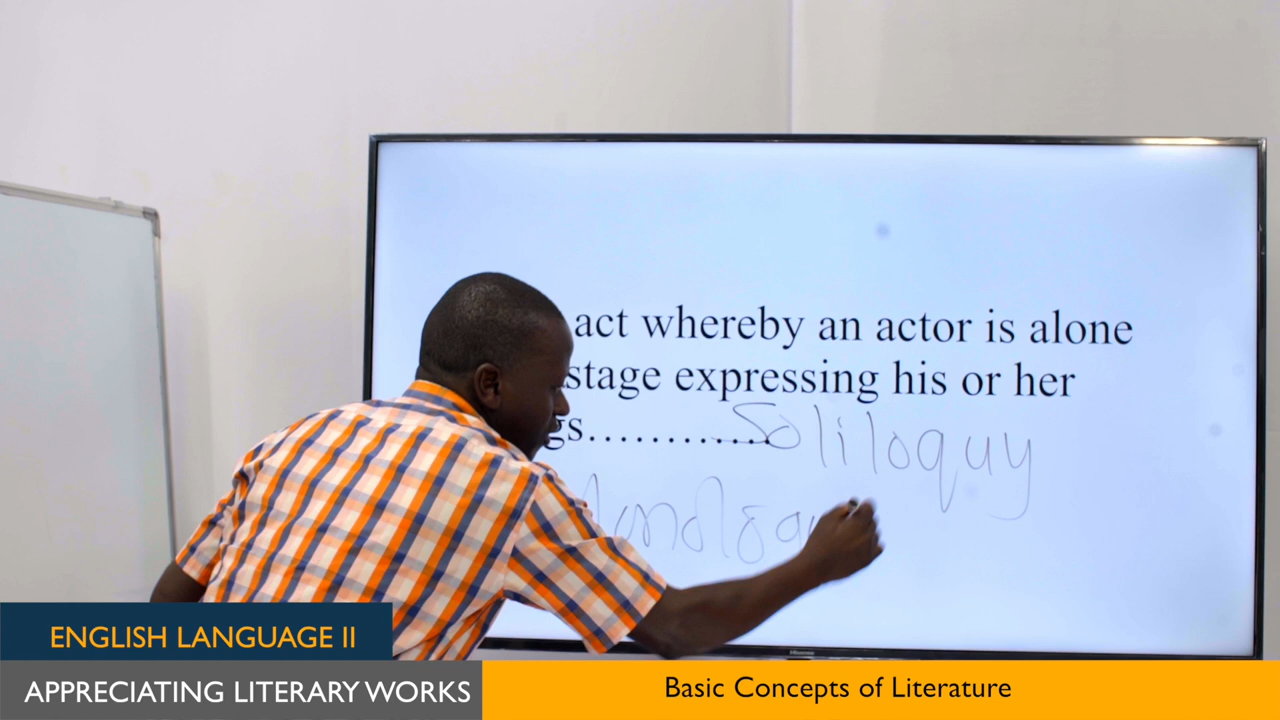 act whereby an actor is alone
stage expressing his or her
gs............. Soliloquy
ENGLISH LANGUAGE II
APPRECIATING LITERARY WORKS
Basic Concepts of Literature